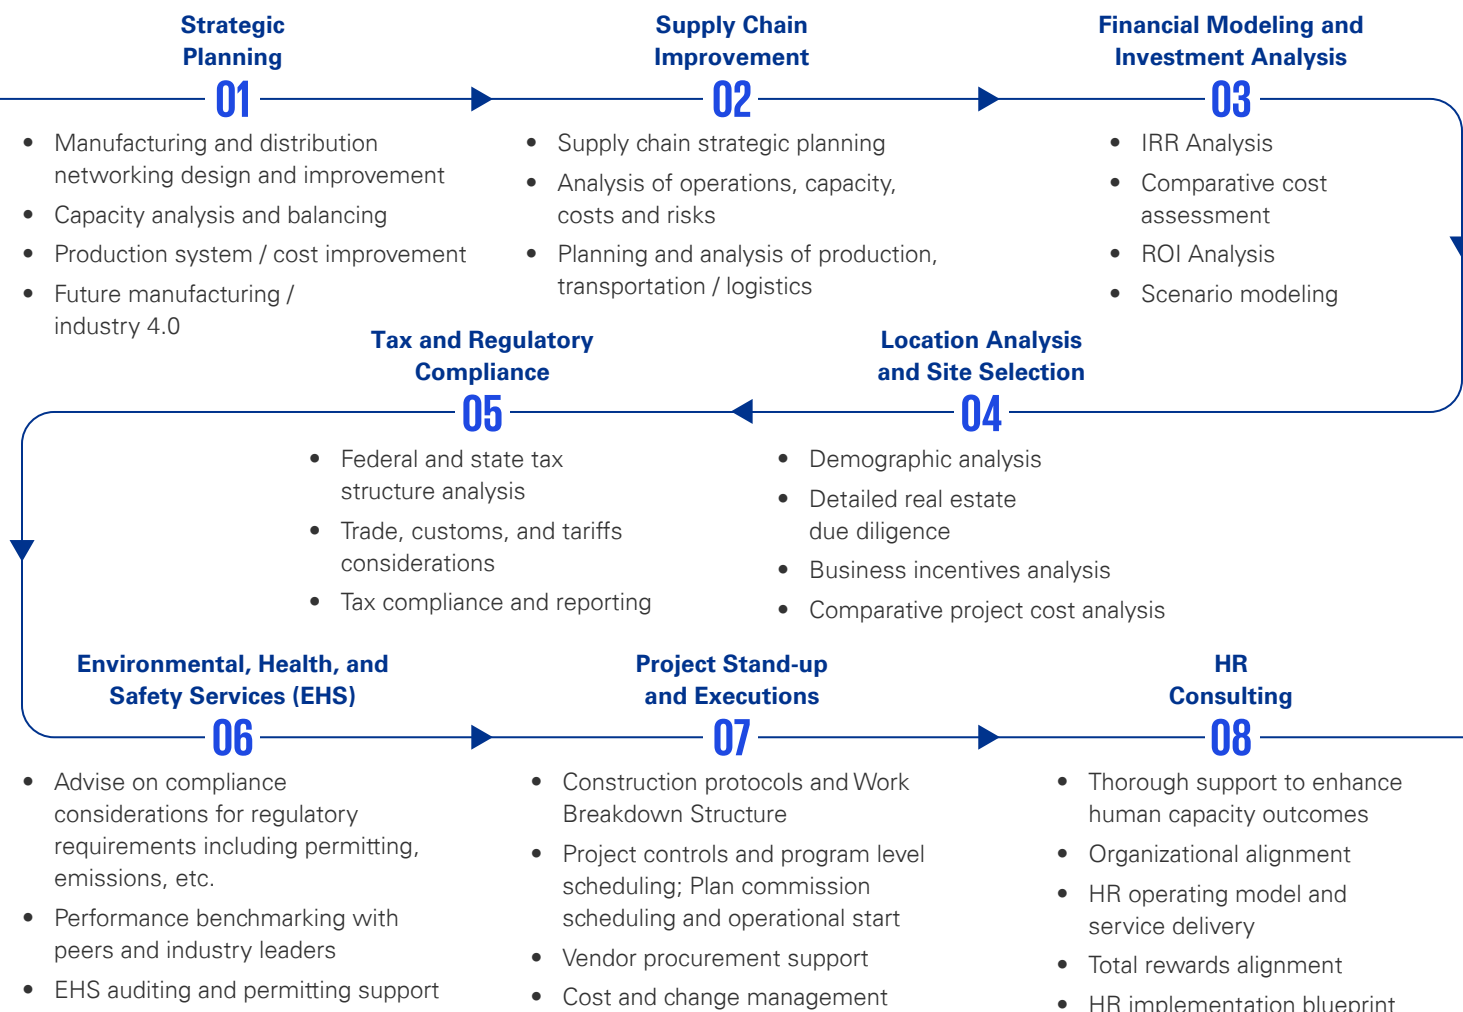 Strategic
Planning
01
• Manufacturing and distribution
networking design and improvement
• Capacity analysis and balancing
• Production system / cost improvement
• Future manufacturing /
industry 4.0
Supply Chain
Improvement
02
• Supply chain strategic planning
• Analysis of operations, capacity,
costs and risks
• Planning and analysis of production,
transportation / logistics
Financial Modeling and
Investment Analysis
03
• IRR Analysis
• Comparative cost
assessment
• ROI Analysis
• Scenario modeling
Location Analysis
and Site Selection
04
• Demographic analysis
• Detailed real estate
due diligence
• Business incentives analysis
• Comparative project cost analysis
Tax and Regulatory
Compliance
05
• Federal and state tax
structure analysis
• Trade, customs, and tariffs
considerations
• Tax compliance and reporting
Environmental, Health, and
Safety Services (EHS)
06
• Advise on compliance
considerations for regulatory
requirements including permitting,
emissions, etc.
• Performance benchmarking with
peers and industry leaders
• EHS auditing and permitting support
Project Stand-up
and Executions
07
• Construction protocols and Work
Breakdown Structure
• Project controls and program level
scheduling; Plan commission
scheduling and operational start
• Vendor procurement support
• Cost and change management
HR
Consulting
08
• Thorough support to enhance
human capacity outcomes
• Organizational alignment
• HR operating model and
service delivery
• Total rewards alignment
• HR implementation blueprint